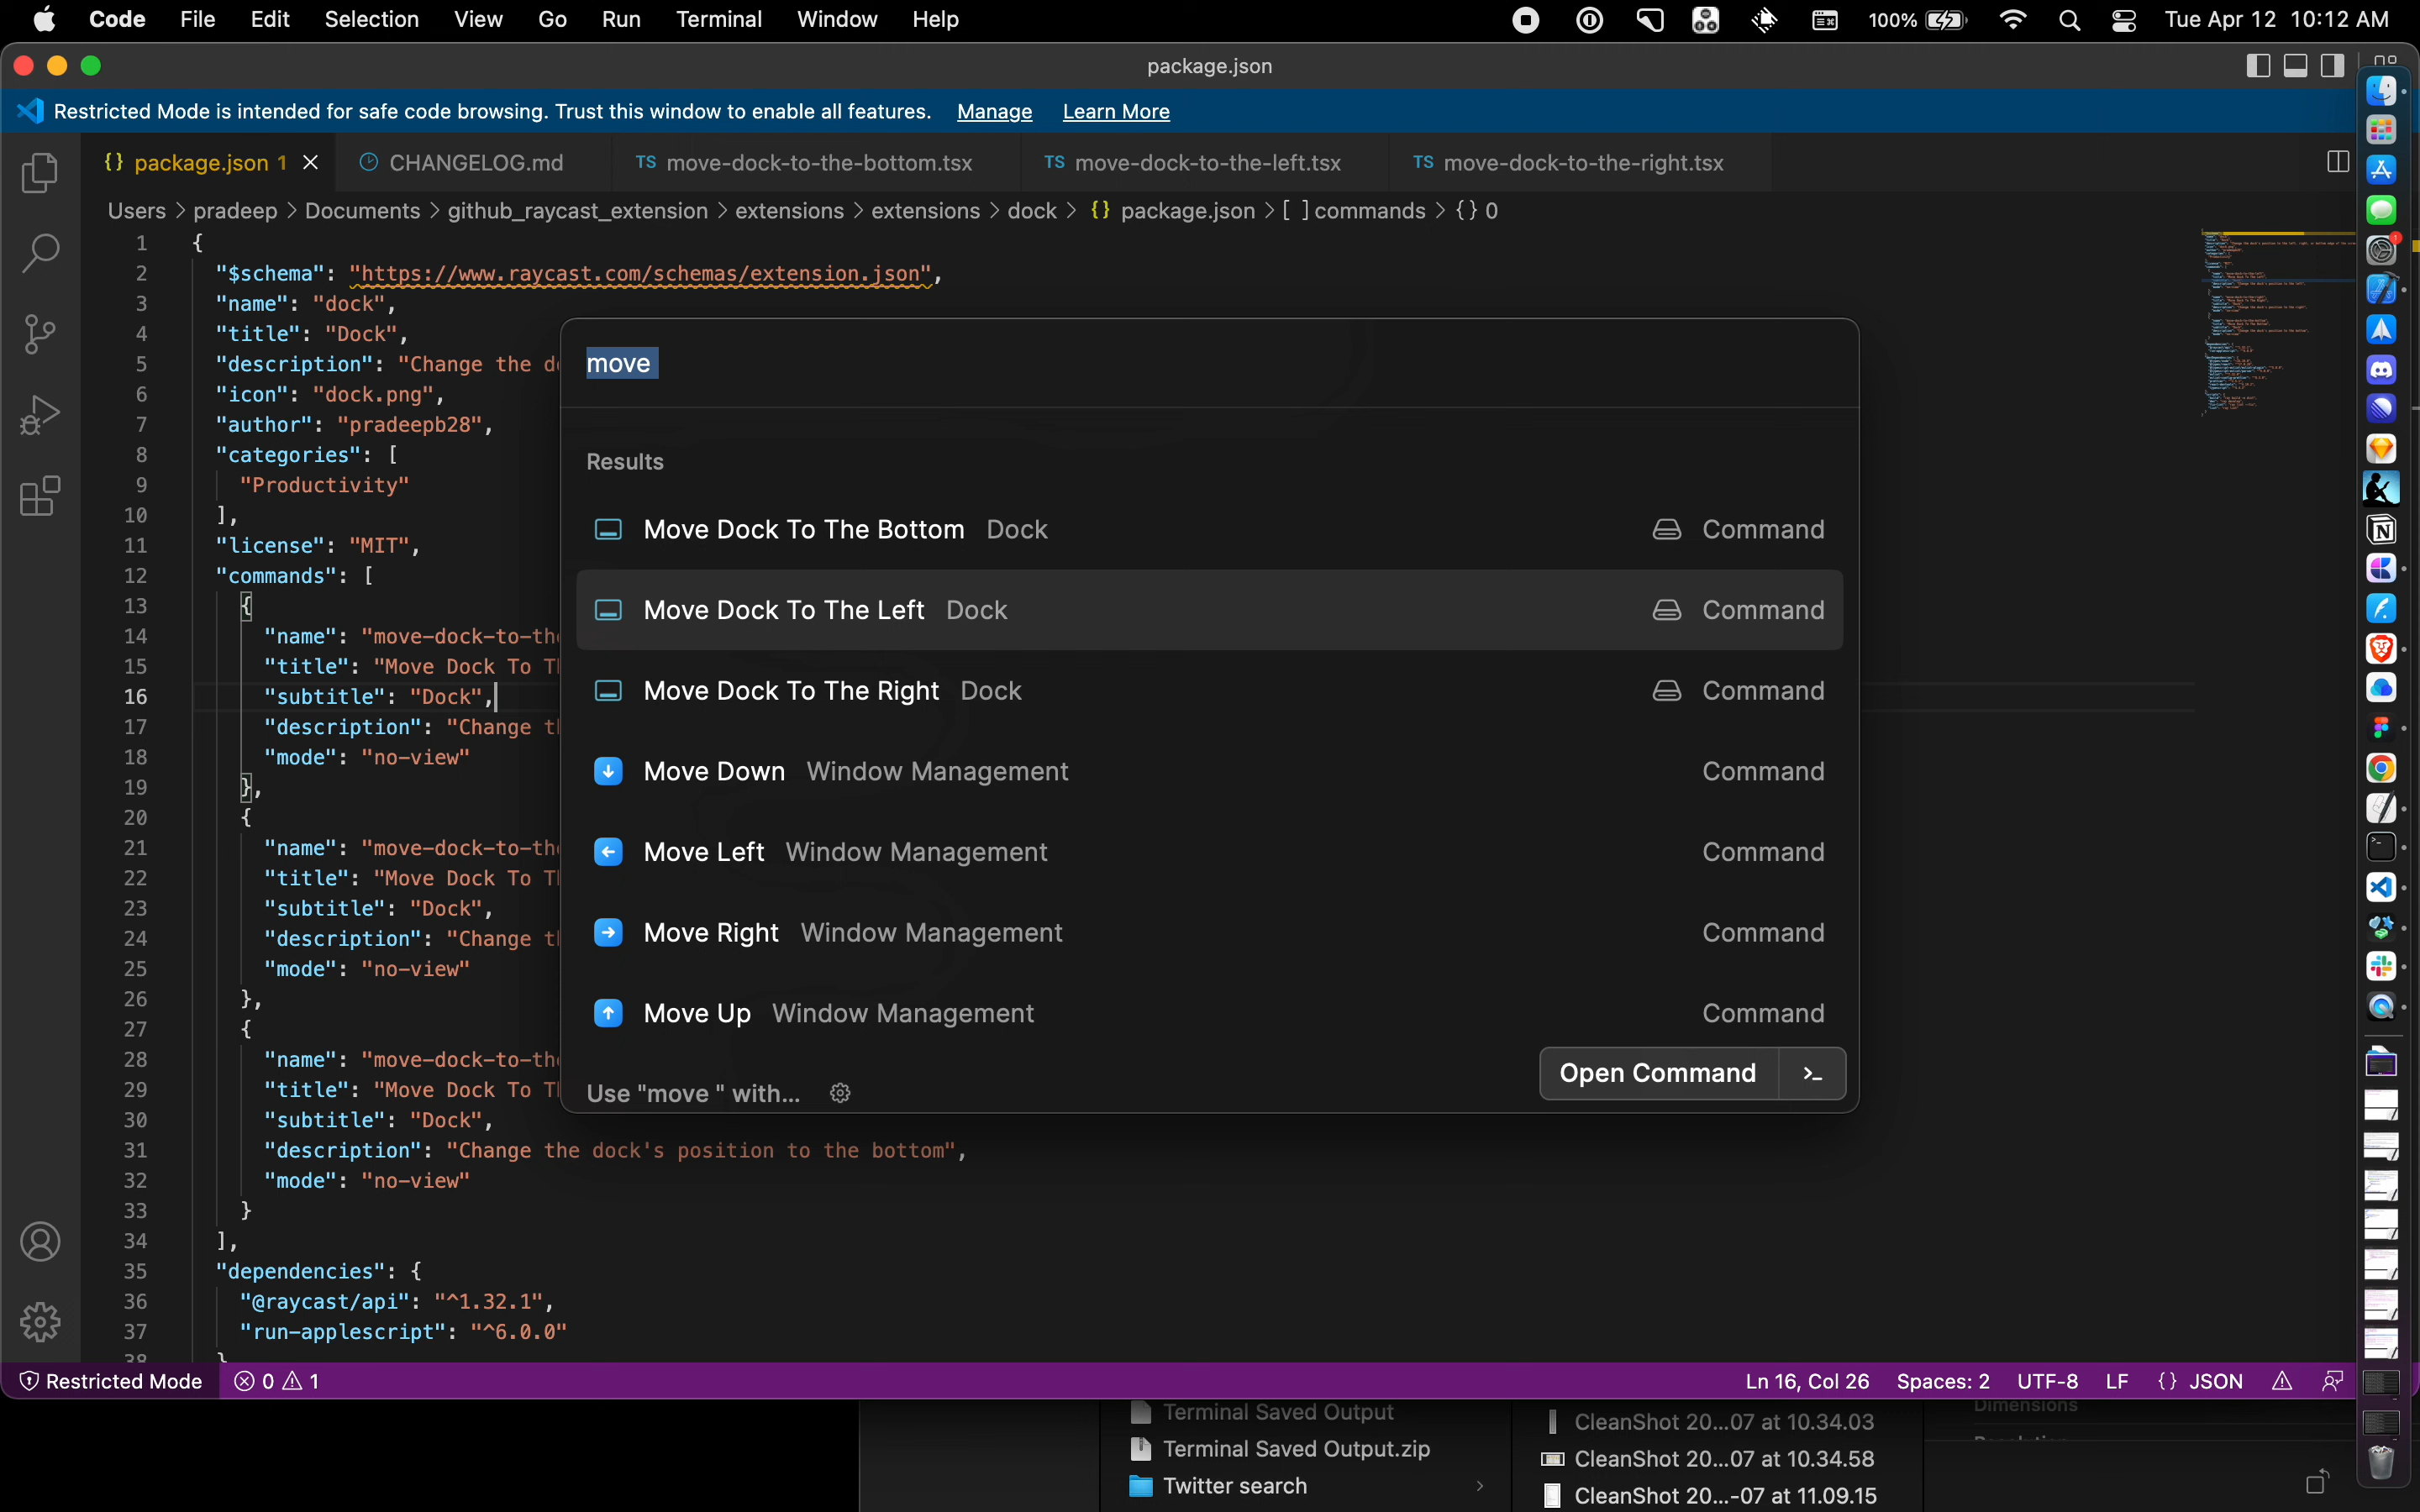 Code File Edit Selection View Go Run Terminal Window Help 100% Tue Apr 12 10:12 AM
package.json
Restricted Mode is intended for safe code browsing. Trust this window to enable all features. Manage Learn More
{} package.json 1 CHANGELOG.md TS move-dock-to-the-bottom.tsx TS move-dock-to-the-left.tsx TS move-dock-to-the-right.tsx
Users > pradeep > Documents > github_raycast_extension > extensions > extensions > dock > {} package.json > [ ] commands > {} 0
1 {
2 "$schema": "https://www.raycast.com/schemas/extension.json",
3 "name": "dock",
4 "title": "Dock",
5 "description": "Change the
6 "icon": "dock.png",
7 "author": "pradeepb28",
8 "categories": [
9 "Productivity"
10 ],
11 "license": "MIT",
12 "commands": [
13 {
14 "name": "move-dock-to-the
15 "title": "Move Dock To
16 "subtitle": "Dock",
17 "description": "Change
18 "mode": "no-view"
19 },
20 {
21 "name": "move-dock-to-the
22 "title": "Move Dock To
23 "subtitle": "Dock",
24 "description": "Change
25 "mode": "no-view"
26 },
27 {
28 "name": "move-dock-to-the
29 "title": "Move Dock To
30 "subtitle": "Dock",
31 "description": "Change the dock's position to the bottom",
32 "mode": "no-view"
33 }
34 ],
35 "dependencies": {
36 "@raycast/api": "^1.32.1",
37 "run-applescript": "^6.0.0"
38 }
move
Results
Move Dock To The Bottom Dock Command
Move Dock To The Left Dock Command
Move Dock To The Right Dock Command
Move Down Window Management Command
Move Left Window Management Command
Move Right Window Management Command
Move Up Window Management Command
Use "move " with... Open Command >_
Restricted Mode 0 1 Ln 16, Col 26 Spaces: 2 UTF-8 LF {} JSON
Terminal Saved Output
Terminal Saved Output.zip
Twitter search
CleanShot 20...07 at 10.34.03
CleanShot 20...07 at 10.34.58
CleanShot 20...-07 at 11.09.15
Dimensions